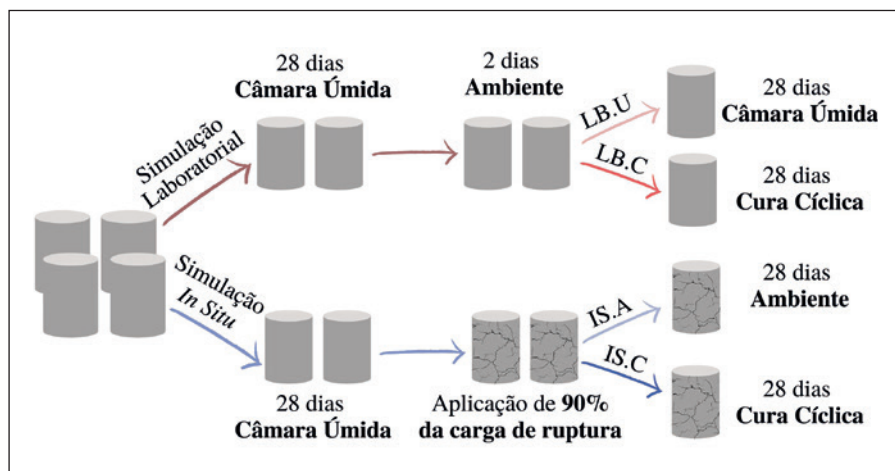 Simulação
Laboratorial
28 dias
Câmara Úmida
2 dias
Ambiente
LB.U
28 dias
Câmara Úmida
LB.C
28 dias
Cura Cíclica
Simulação
In Situ
28 dias
Câmara Úmida
Aplicação de 90%
da carga de ruptura
IS.A
28 dias
Ambiente
IS.C
28 dias
Cura Cíclica